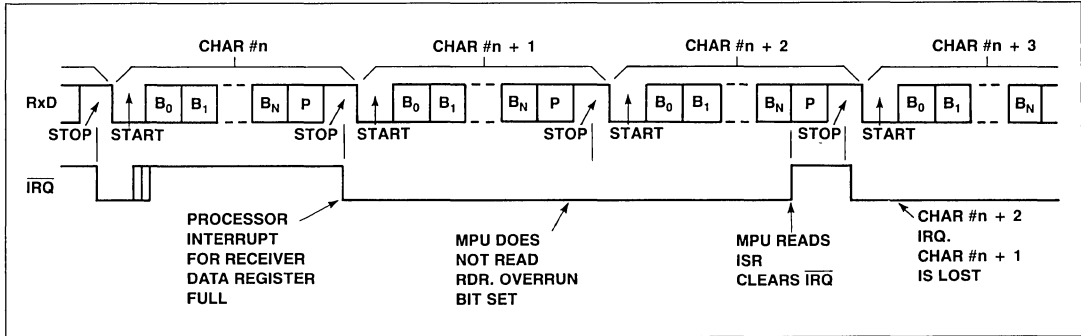 CHAR #n
CHAR #n + 1
CHAR #n + 2
CHAR #n + 3
RxD
B0 B1 BN P
B0 B1 BN P
B0 B1 BN P
B0 B1 BN
STOP START
STOP START
STOP START
STOP START
IRQ
PROCESSOR
INTERRUPT
FOR RECEIVER
DATA REGISTER
FULL
MPU DOES
NOT READ
RDR. OVERRUN
BIT SET
MPU READS
ISR
CLEARS IRQ
CHAR #n + 2
IRQ.
CHAR #n + 1
IS LOST